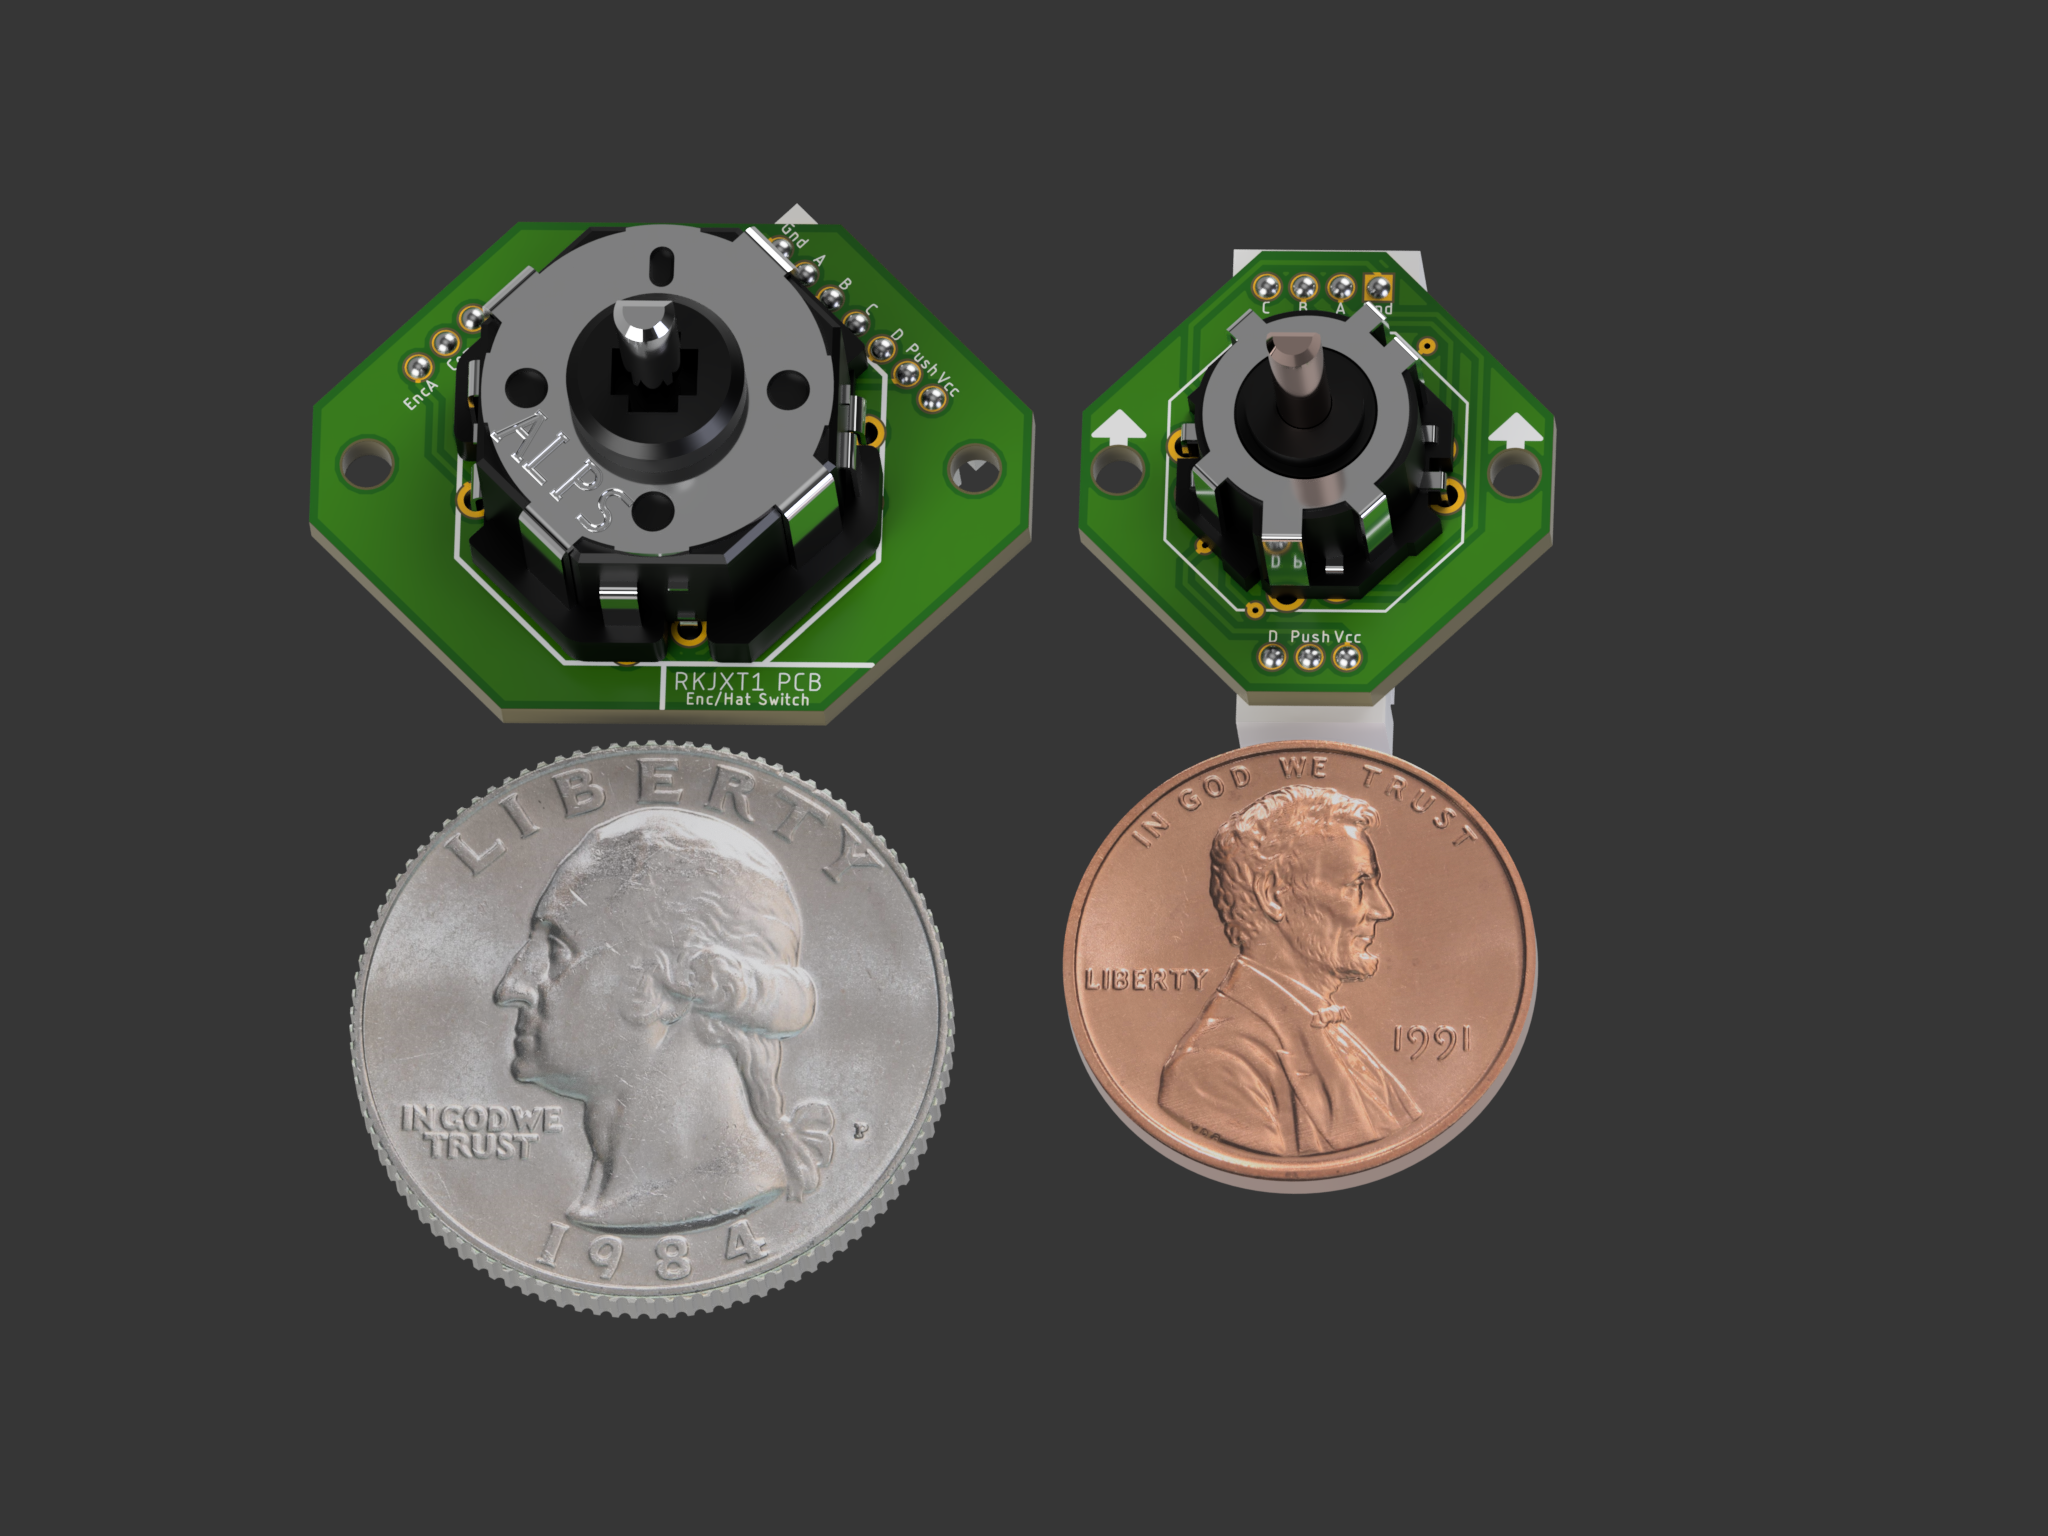 Gnd
A
B
C
D
Push
Vcc
EncA
ALPS
RKJXT1 PCB
Enc/Hat Switch
C B A
D
D Push Vcc
LIBERTY
IN GOD WE
TRUST
P
1984
IN GOD WE TRUST
LIBERTY
1991